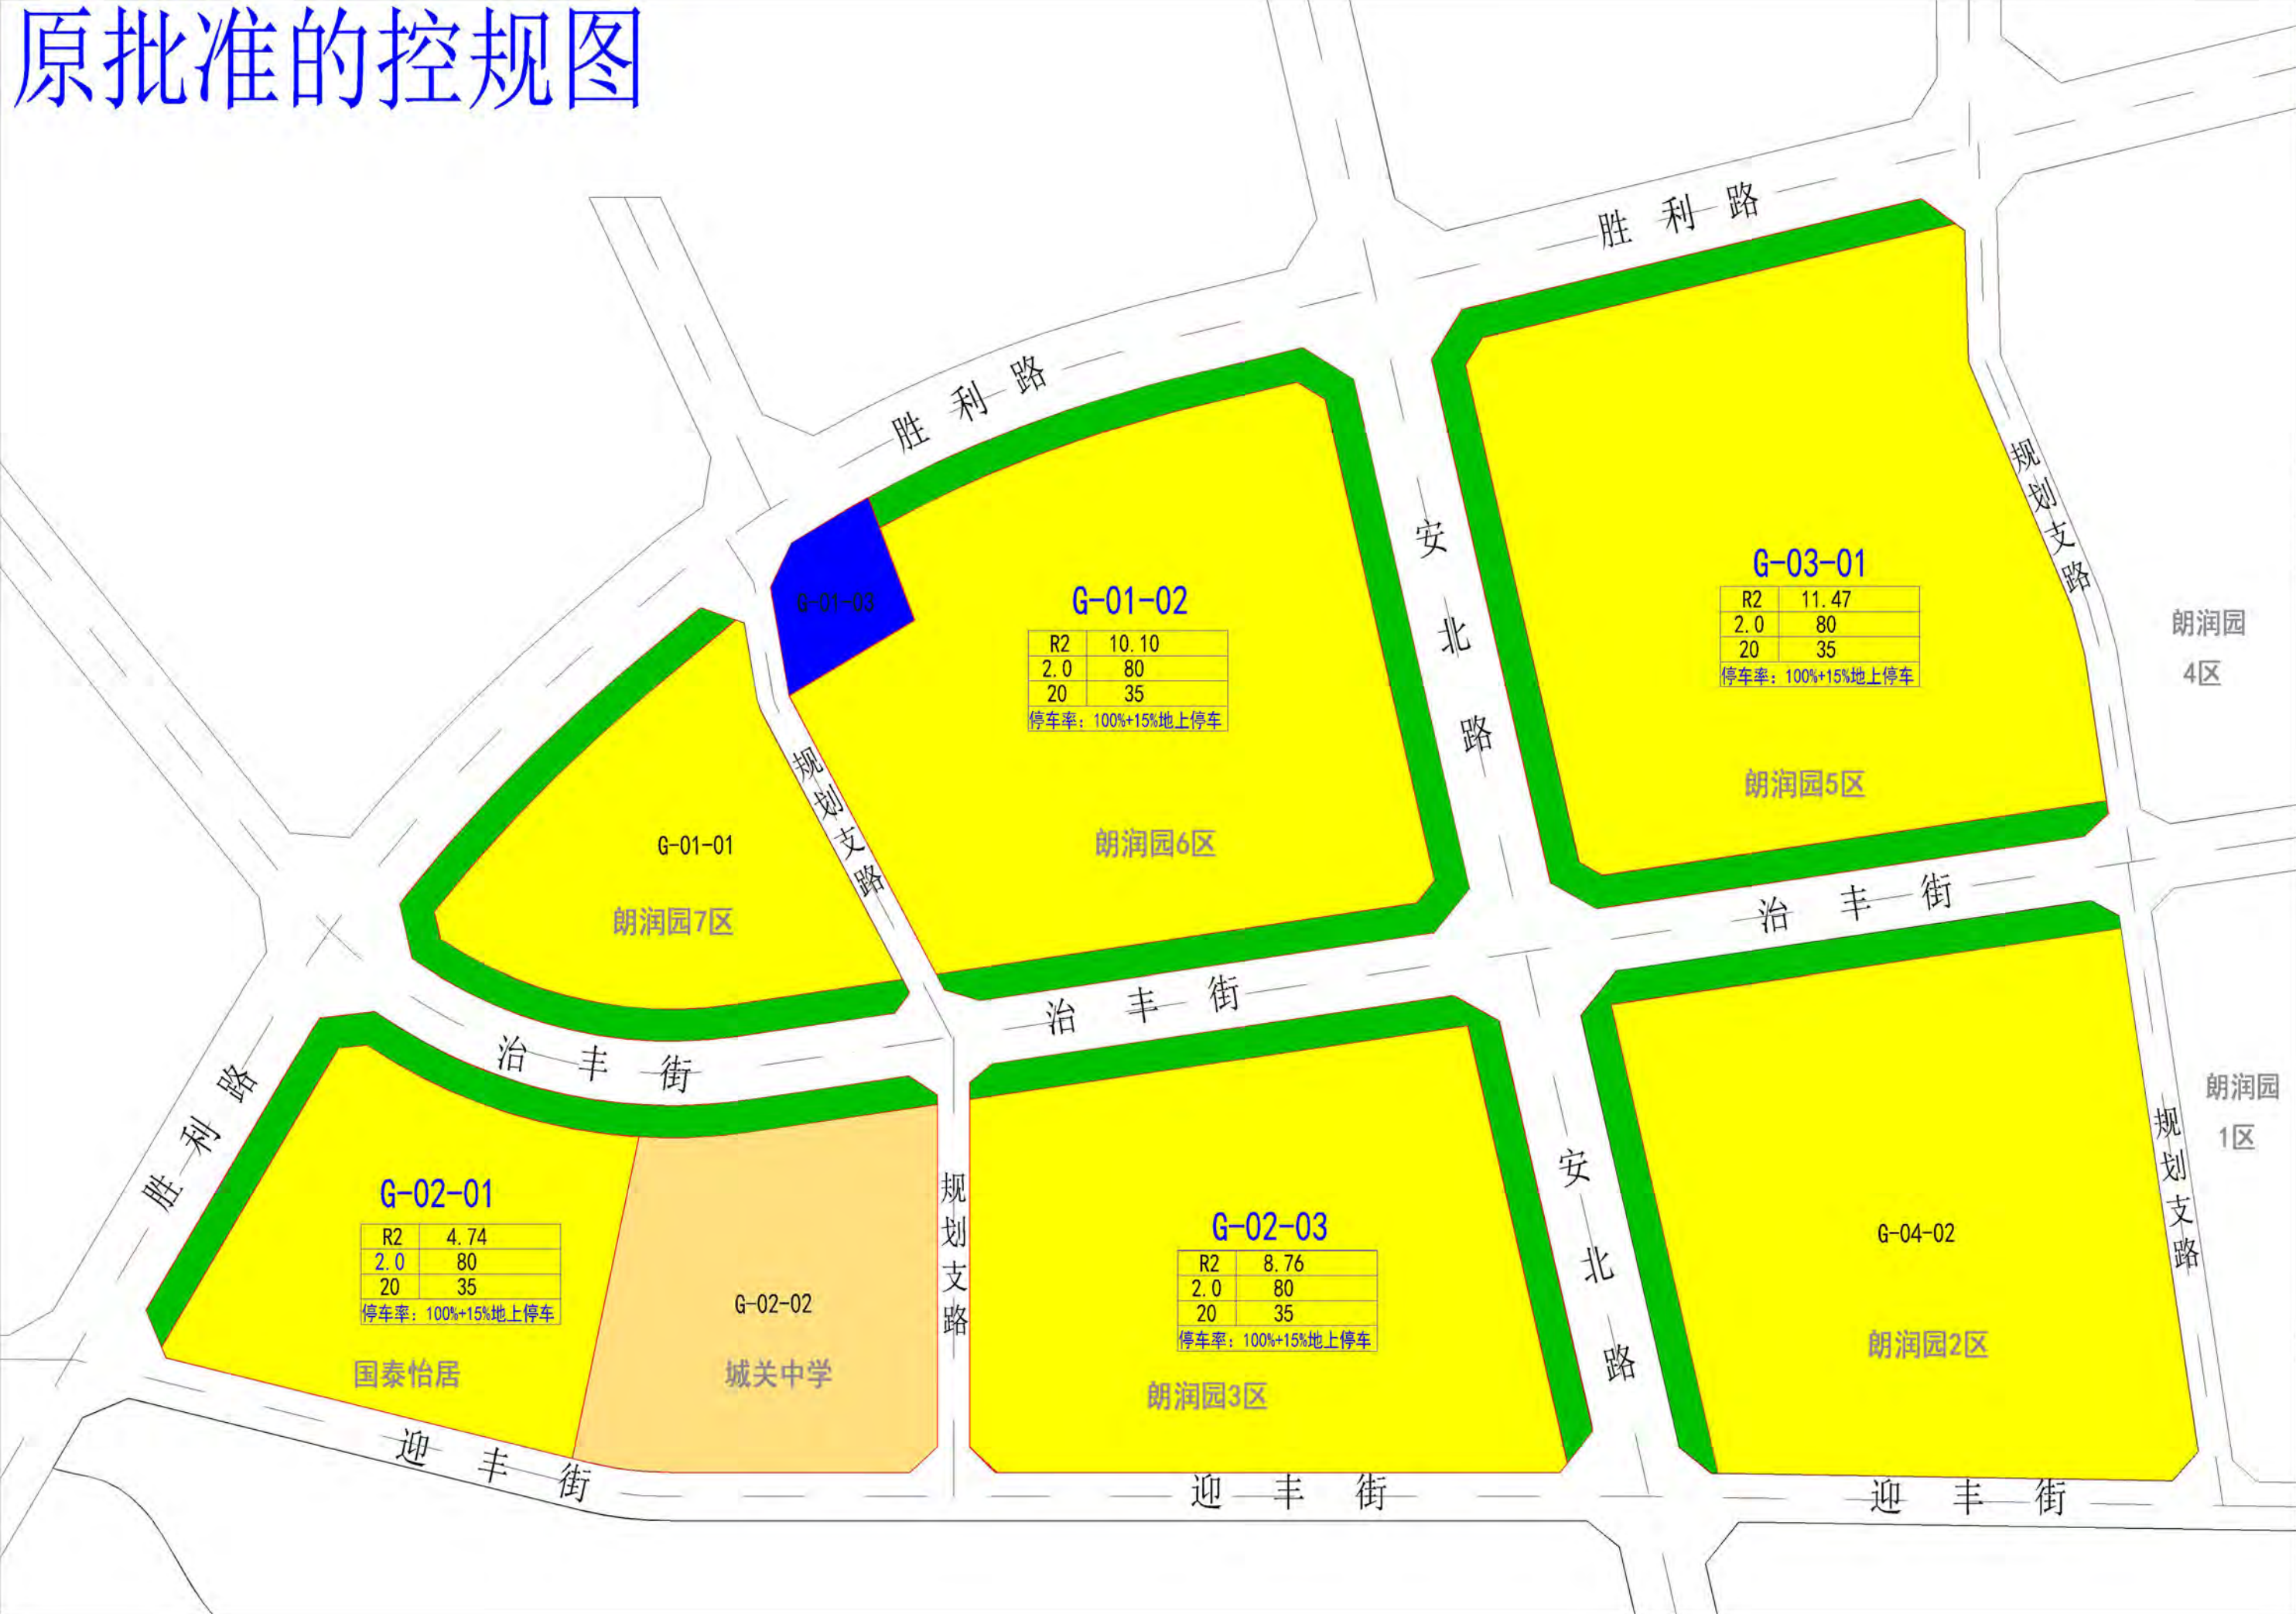 原批准的控规图
胜利路
胜利路
安北路
规划支路
G-03-01
R2 11.47
2.0 80
20 35
停车率：100%+15%地上停车
朗润园5区
朗润园
4区
G-01-03
G-01-02
R2 10.10
2.0 80
20 35
停车率：100%+15%地上停车
朗润园6区
规划支路
G-01-01
朗润园7区
治丰街
治丰街
治丰街
胜利路
G-02-01
R2 4.74
2.0 80
20 35
停车率：100%+15%地上停车
国泰怡居
G-02-02
城关中学
规划支路
G-02-03
R2 8.76
2.0 80
20 35
停车率：100%+15%地上停车
朗润园3区
安北路
G-04-02
朗润园2区
规划支路
朗润园
1区
迎丰街
迎丰街
迎丰街